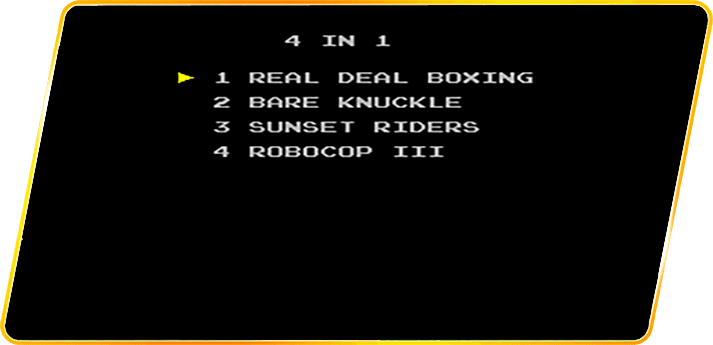 4 IN 1
1 REAL DEAL BOXING
2 BARE KNUCKLE
3 SUNSET RIDERS
4 ROBOCOP III